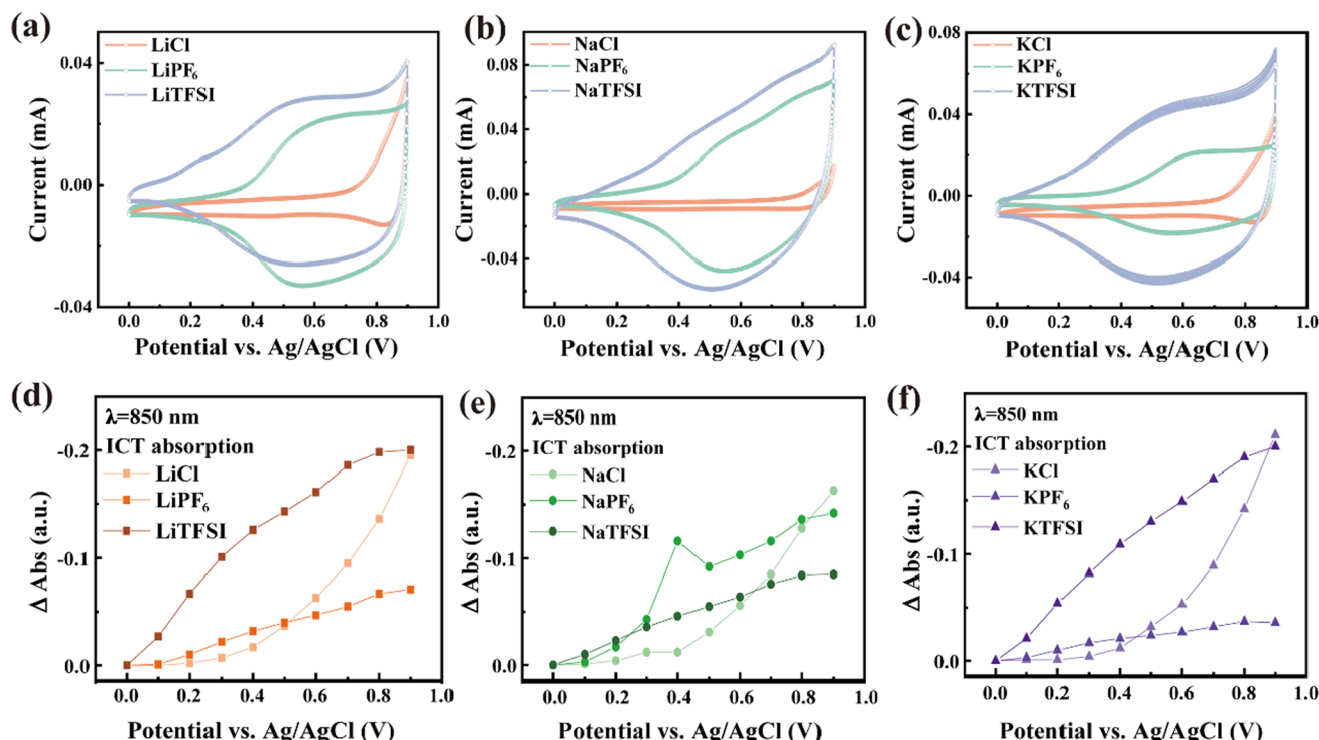 (a)
LiCl
LiPF6
LiTFSI
0.04
0.00
-0.04
Current (mA)
0.0 0.2 0.4 0.6 0.8 1.0
Potential vs. Ag/AgCl (V)
(b)
NaCl
NaPF6
NaTFSI
0.08
0.04
0.00
-0.04
Current (mA)
0.0 0.2 0.4 0.6 0.8 1.0
Potential vs. Ag/AgCl (V)
(c)
KCl
KPF6
KTFSI
0.08
0.04
0.00
-0.04
Current (mA)
0.0 0.2 0.4 0.6 0.8 1.0
Potential vs. Ag/AgCl (V)
(d)
λ=850 nm
ICT absorption
LiCl
LiPF6
LiTFSI
-0.2
-0.1
0.0
Δ Abs (a.u.)
0.0 0.2 0.4 0.6 0.8 1.0
Potential vs. Ag/AgCl (V)
(e)
λ=850 nm
ICT absorption
NaCl
NaPF6
NaTFSI
-0.2
-0.1
0.0
Δ Abs (a.u.)
0.0 0.2 0.4 0.6 0.8 1.0
Potential vs. Ag/AgCl (V)
(f)
λ=850 nm
ICT absorption
KCl
KPF6
KTFSI
-0.2
-0.1
0.0
Δ Abs (a.u.)
0.0 0.2 0.4 0.6 0.8 1.0
Potential vs. Ag/AgCl (V)